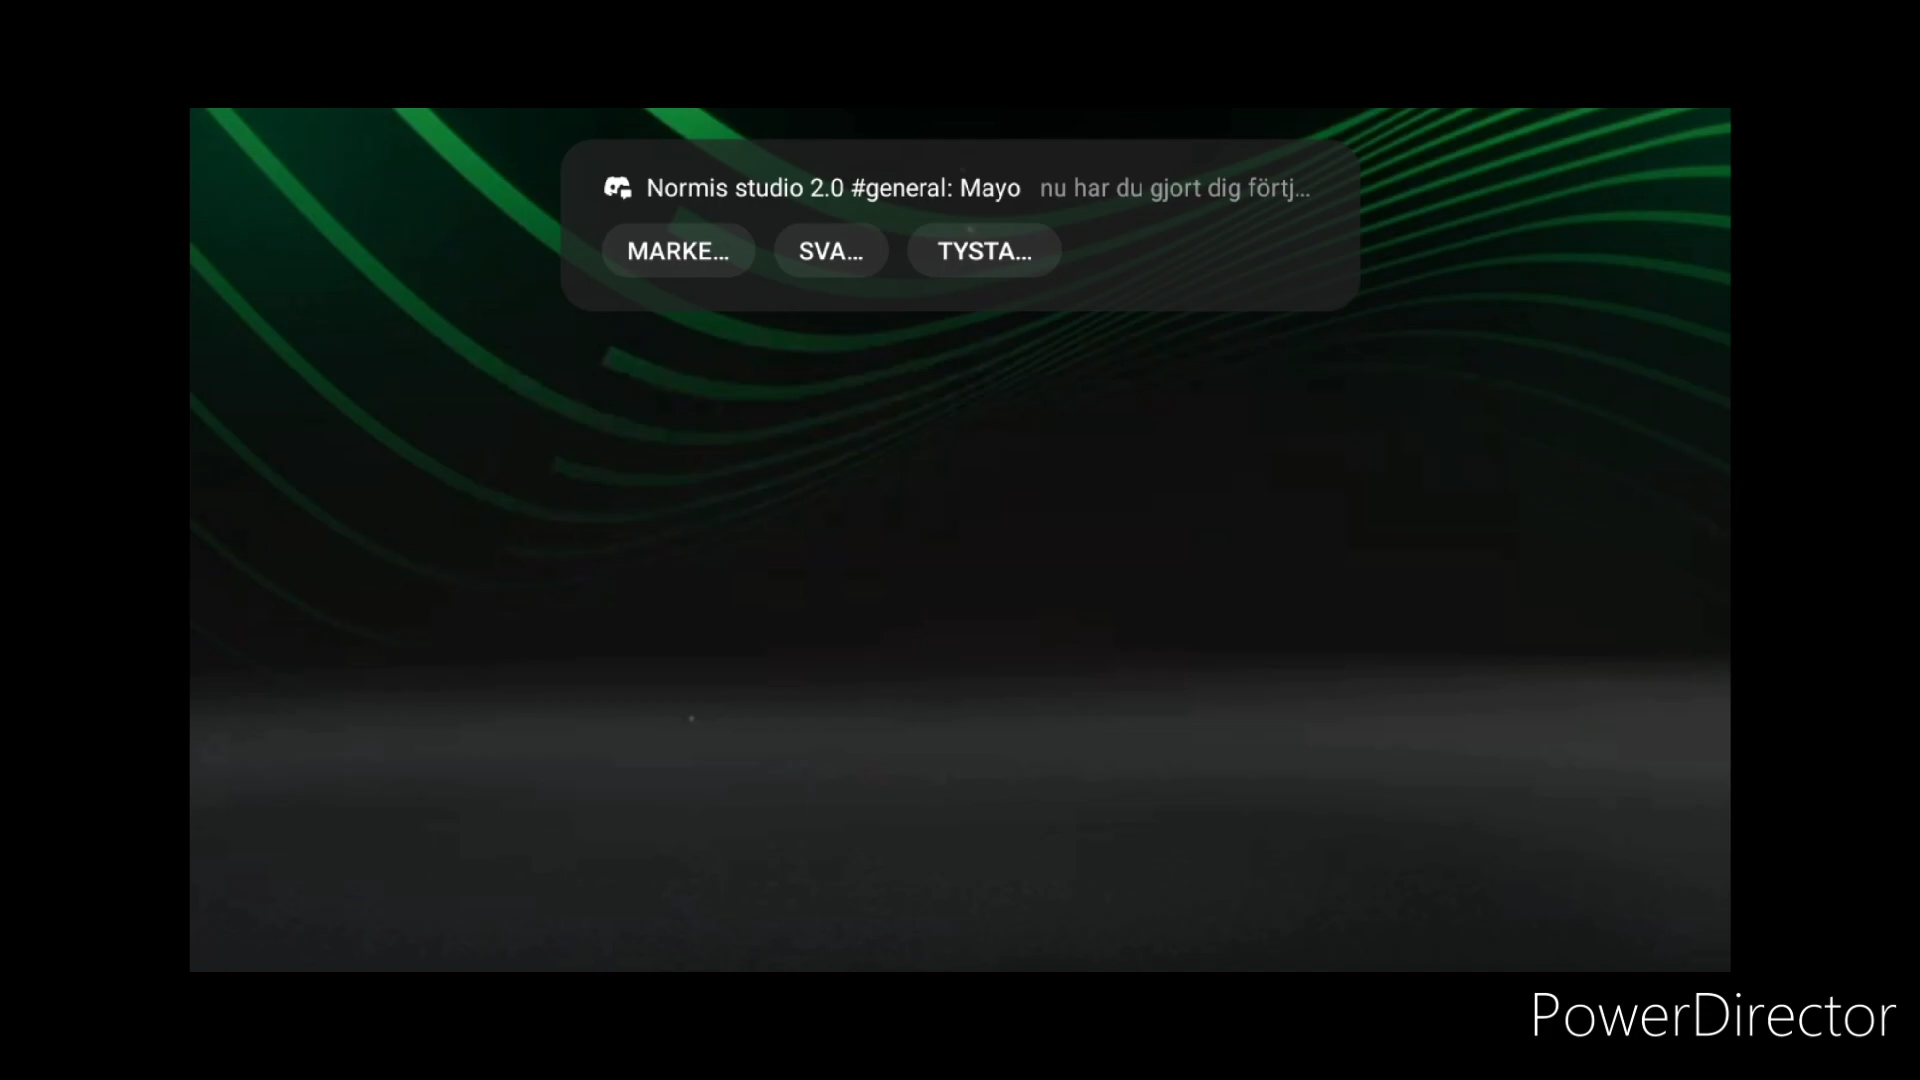 Normis studio 2.0 #general: Mayo nu har du gjort dig förtj...
MARKE... SVA... TYSTA...
PowerDirector